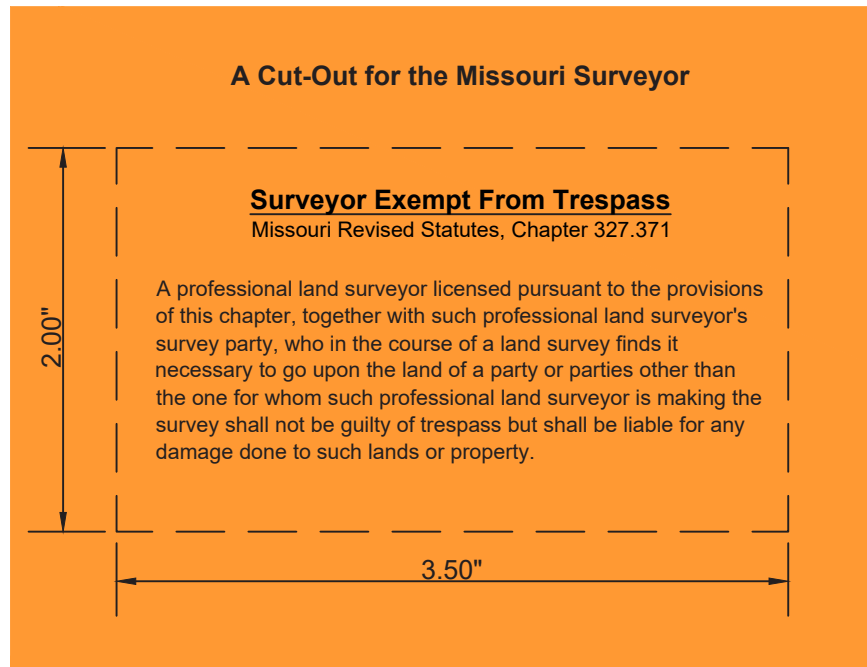 A Cut-Out for the Missouri Surveyor
Surveyor Exempt From Trespass
Missouri Revised Statutes, Chapter 327.371
A professional land surveyor licensed pursuant to the provisions
of this chapter, together with such professional land surveyor's
survey party, who in the course of a land survey finds it
necessary to go upon the land of a party or parties other than
the one for whom such professional land surveyor is making the
survey shall not be guilty of trespass but shall be liable for any
damage done to such lands or property.
2.00"
3.50"